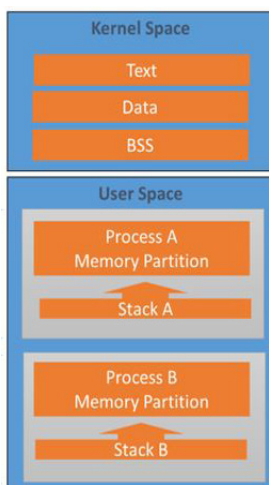 Kernel Space
Text
Data
BSS
User Space
Process A
Memory Partition
Stack A
Process B
Memory Partition
Stack B